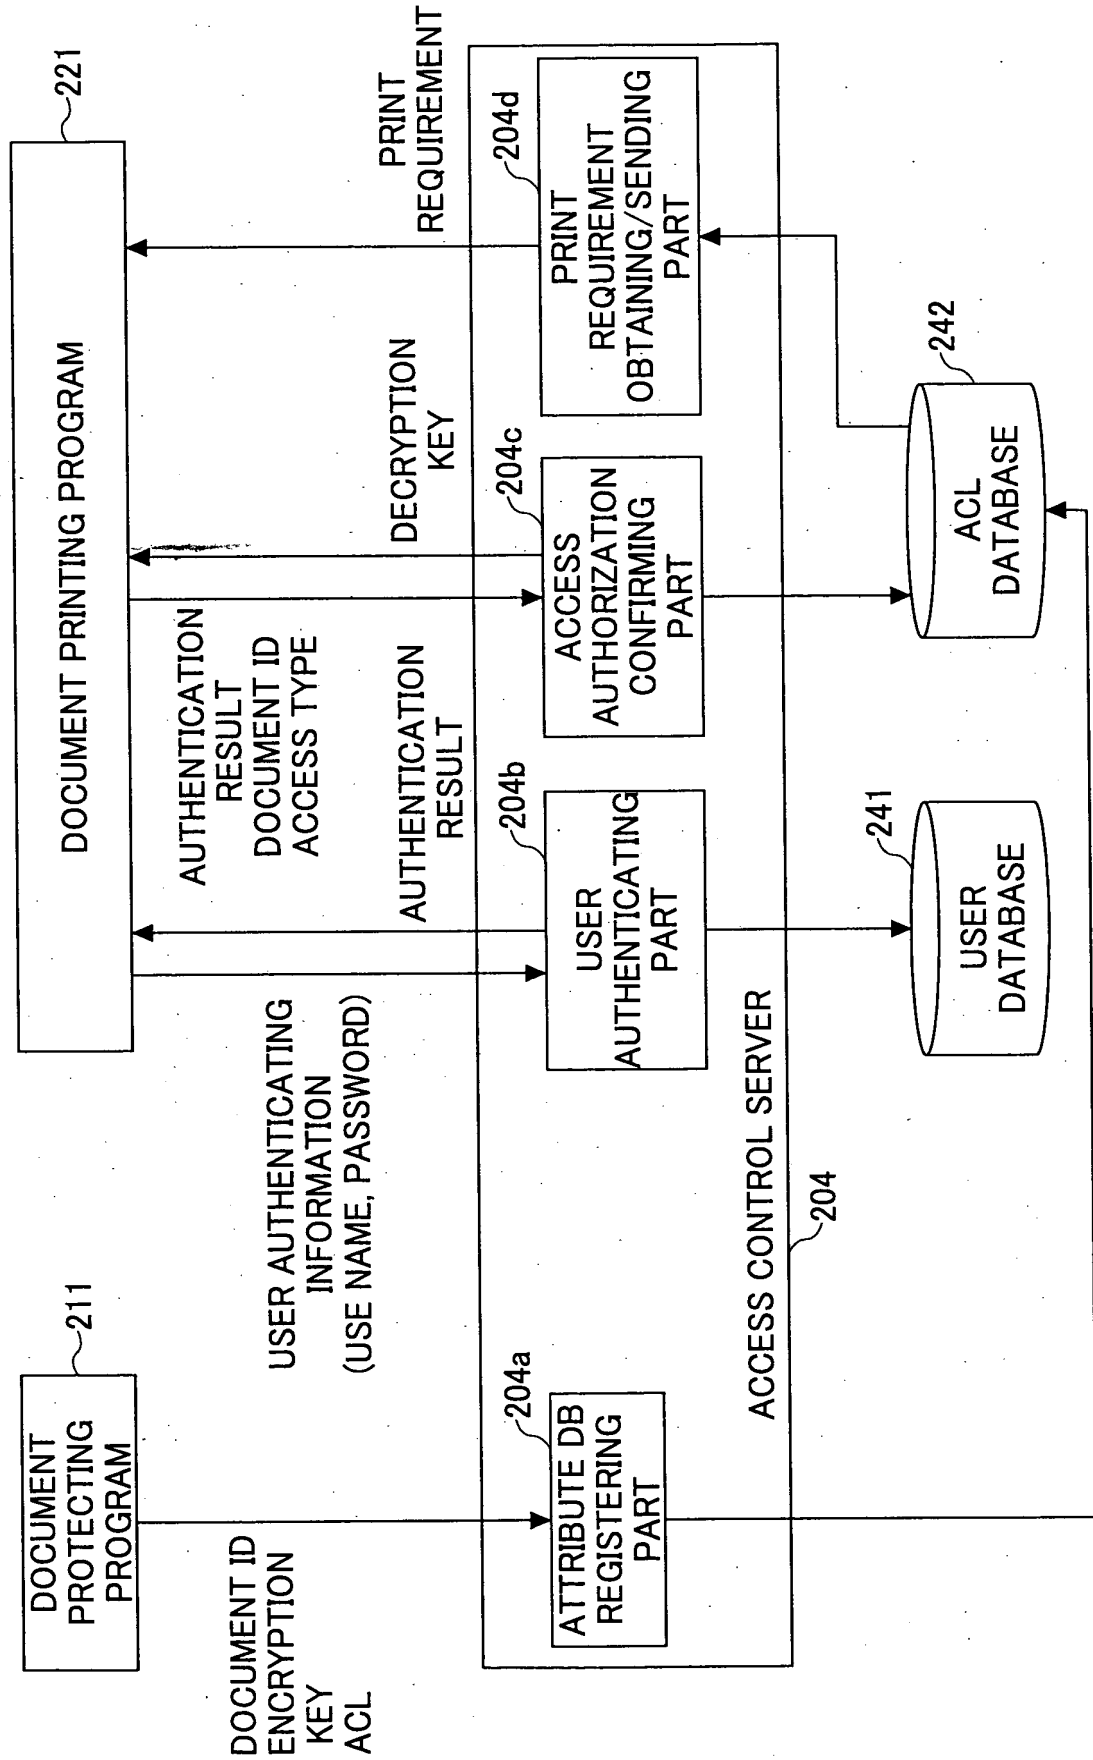 DOCUMENT
PROTECTING
PROGRAM
211
DOCUMENT PRINTING PROGRAM
221
DOCUMENT ID
ENCRYPTION
KEY
ACL
USER AUTHENTICATING
INFORMATION
(USE NAME, PASSWORD)
AUTHENTICATION
RESULT
AUTHENTICATION
RESULT
DOCUMENT ID
ACCESS TYPE
DECRYPTION
KEY
PRINT
REQUIREMENT
204a
ATTRIBUTE DB
REGISTERING
PART
204b
USER
AUTHENTICATING
PART
204c
ACCESS
AUTHORIZATION
CONFIRMING
PART
204d
PRINT
REQUIREMENT
OBTAINING/SENDING
PART
ACCESS CONTROL SERVER
204
241
USER
DATABASE
242
ACL
DATABASE